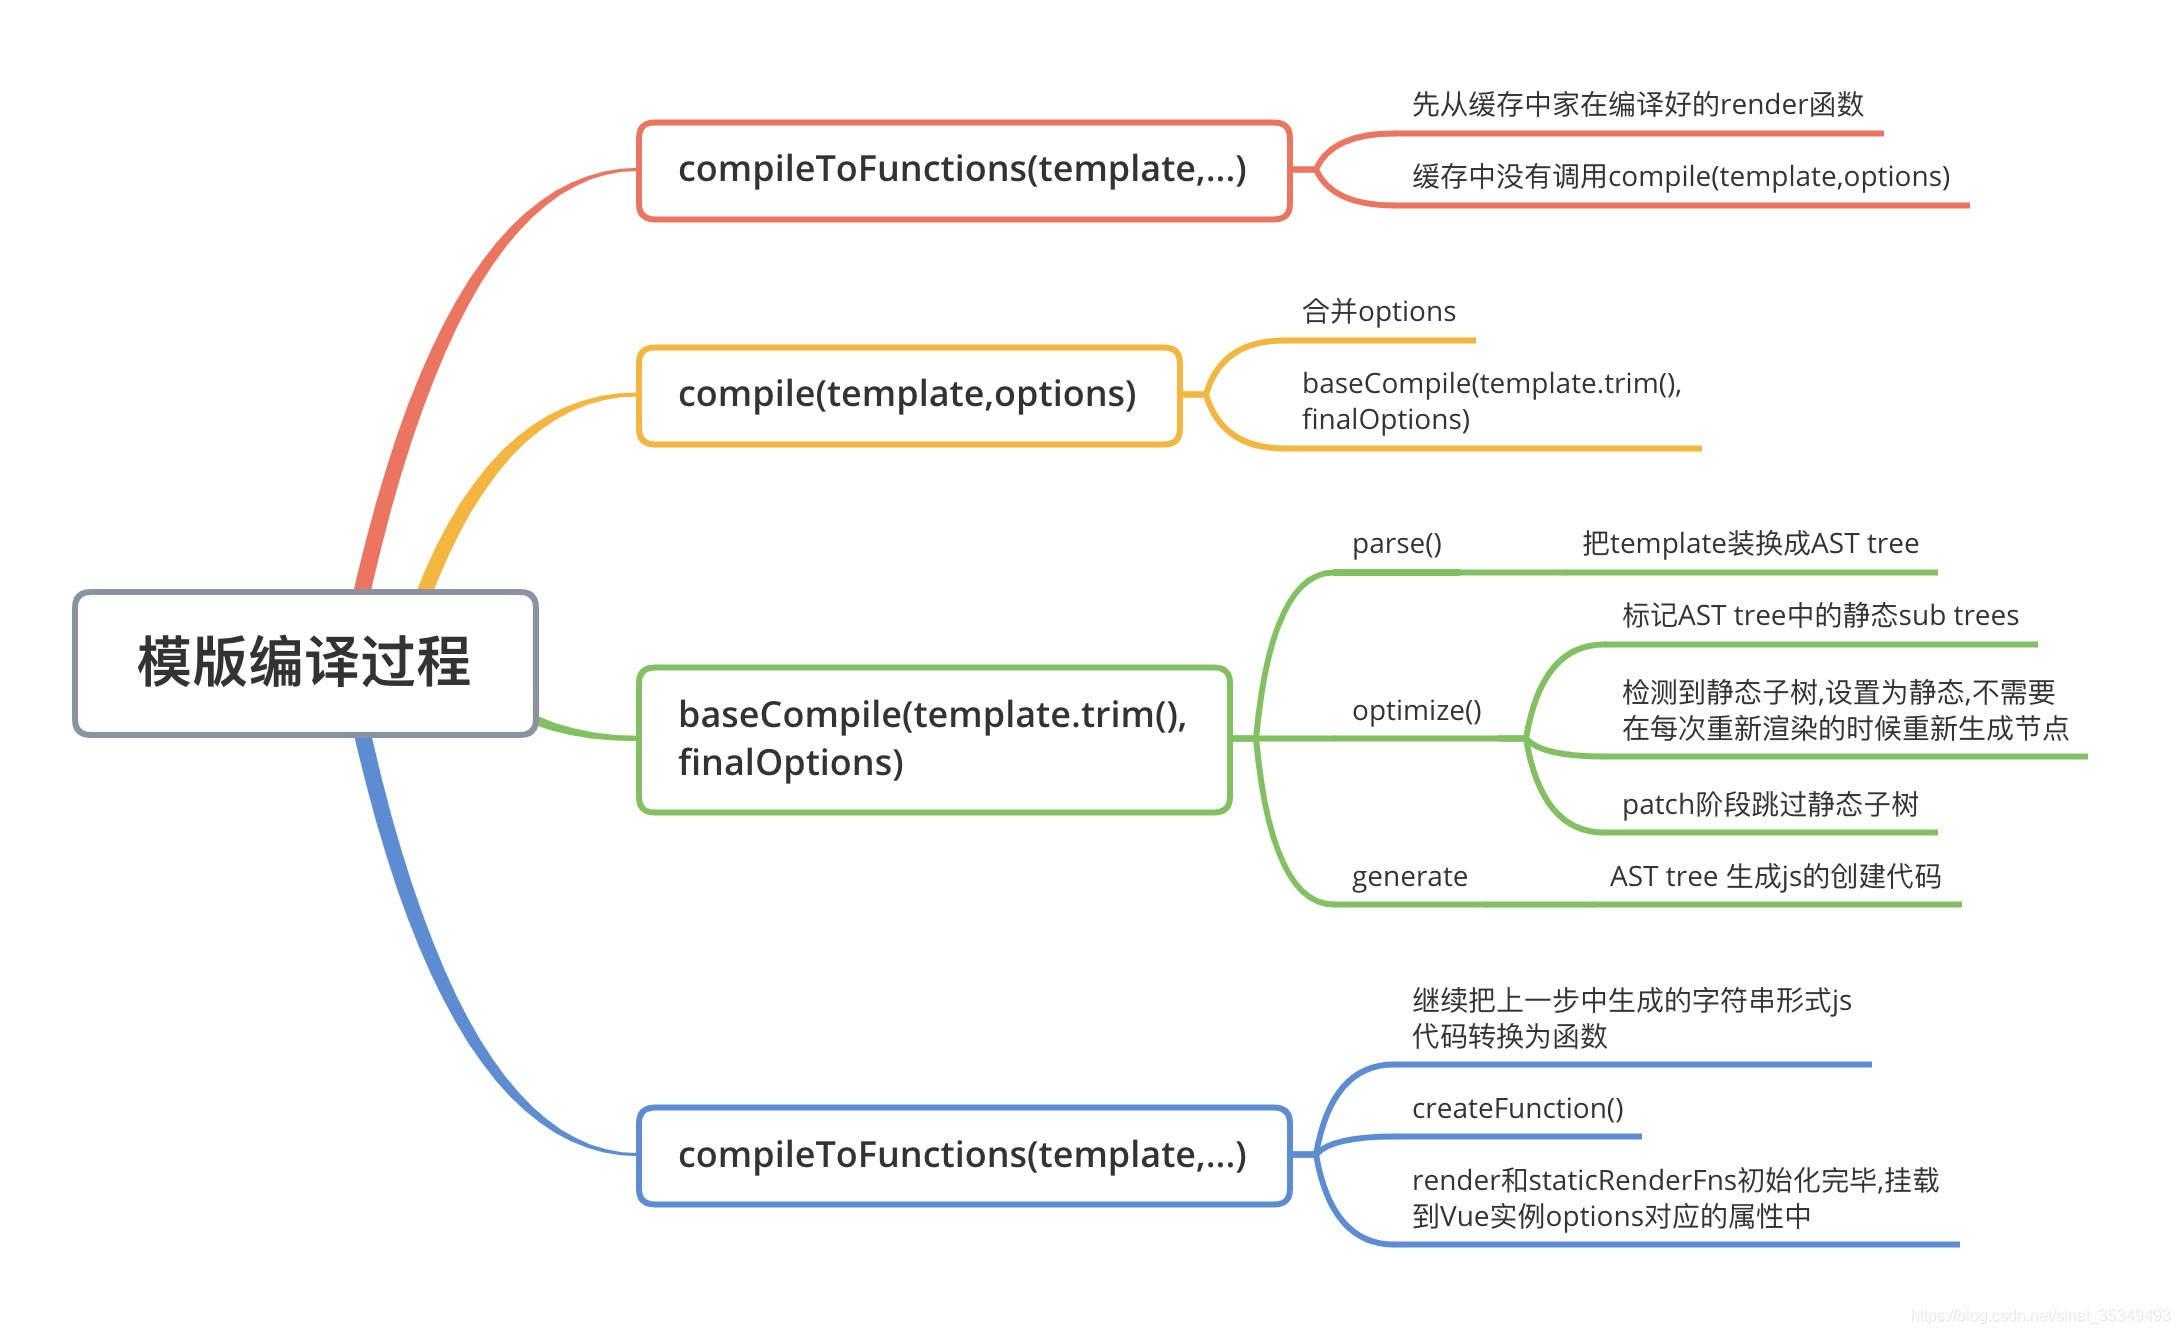 模版编译过程
compileToFunctions(template,...)
先从缓存中家在编译好的render函数
缓存中没有调用compile(template,options)
compile(template,options)
合并options
baseCompile(template.trim(),
finalOptions)
baseCompile(template.trim(),
finalOptions)
parse()
把template装换成AST tree
optimize()
标记AST tree中的静态sub trees
检测到静态子树,设置为静态,不需要
在每次重新渲染的时候重新生成节点
patch阶段跳过静态子树
generate
AST tree 生成js的创建代码
compileToFunctions(template,...)
继续把上一步中生成的字符串形式js
代码转换为函数
createFunction()
render和staticRenderFns初始化完毕,挂载
到Vue实例options对应的属性中
https://blog.csdn.net/sinat_35349493